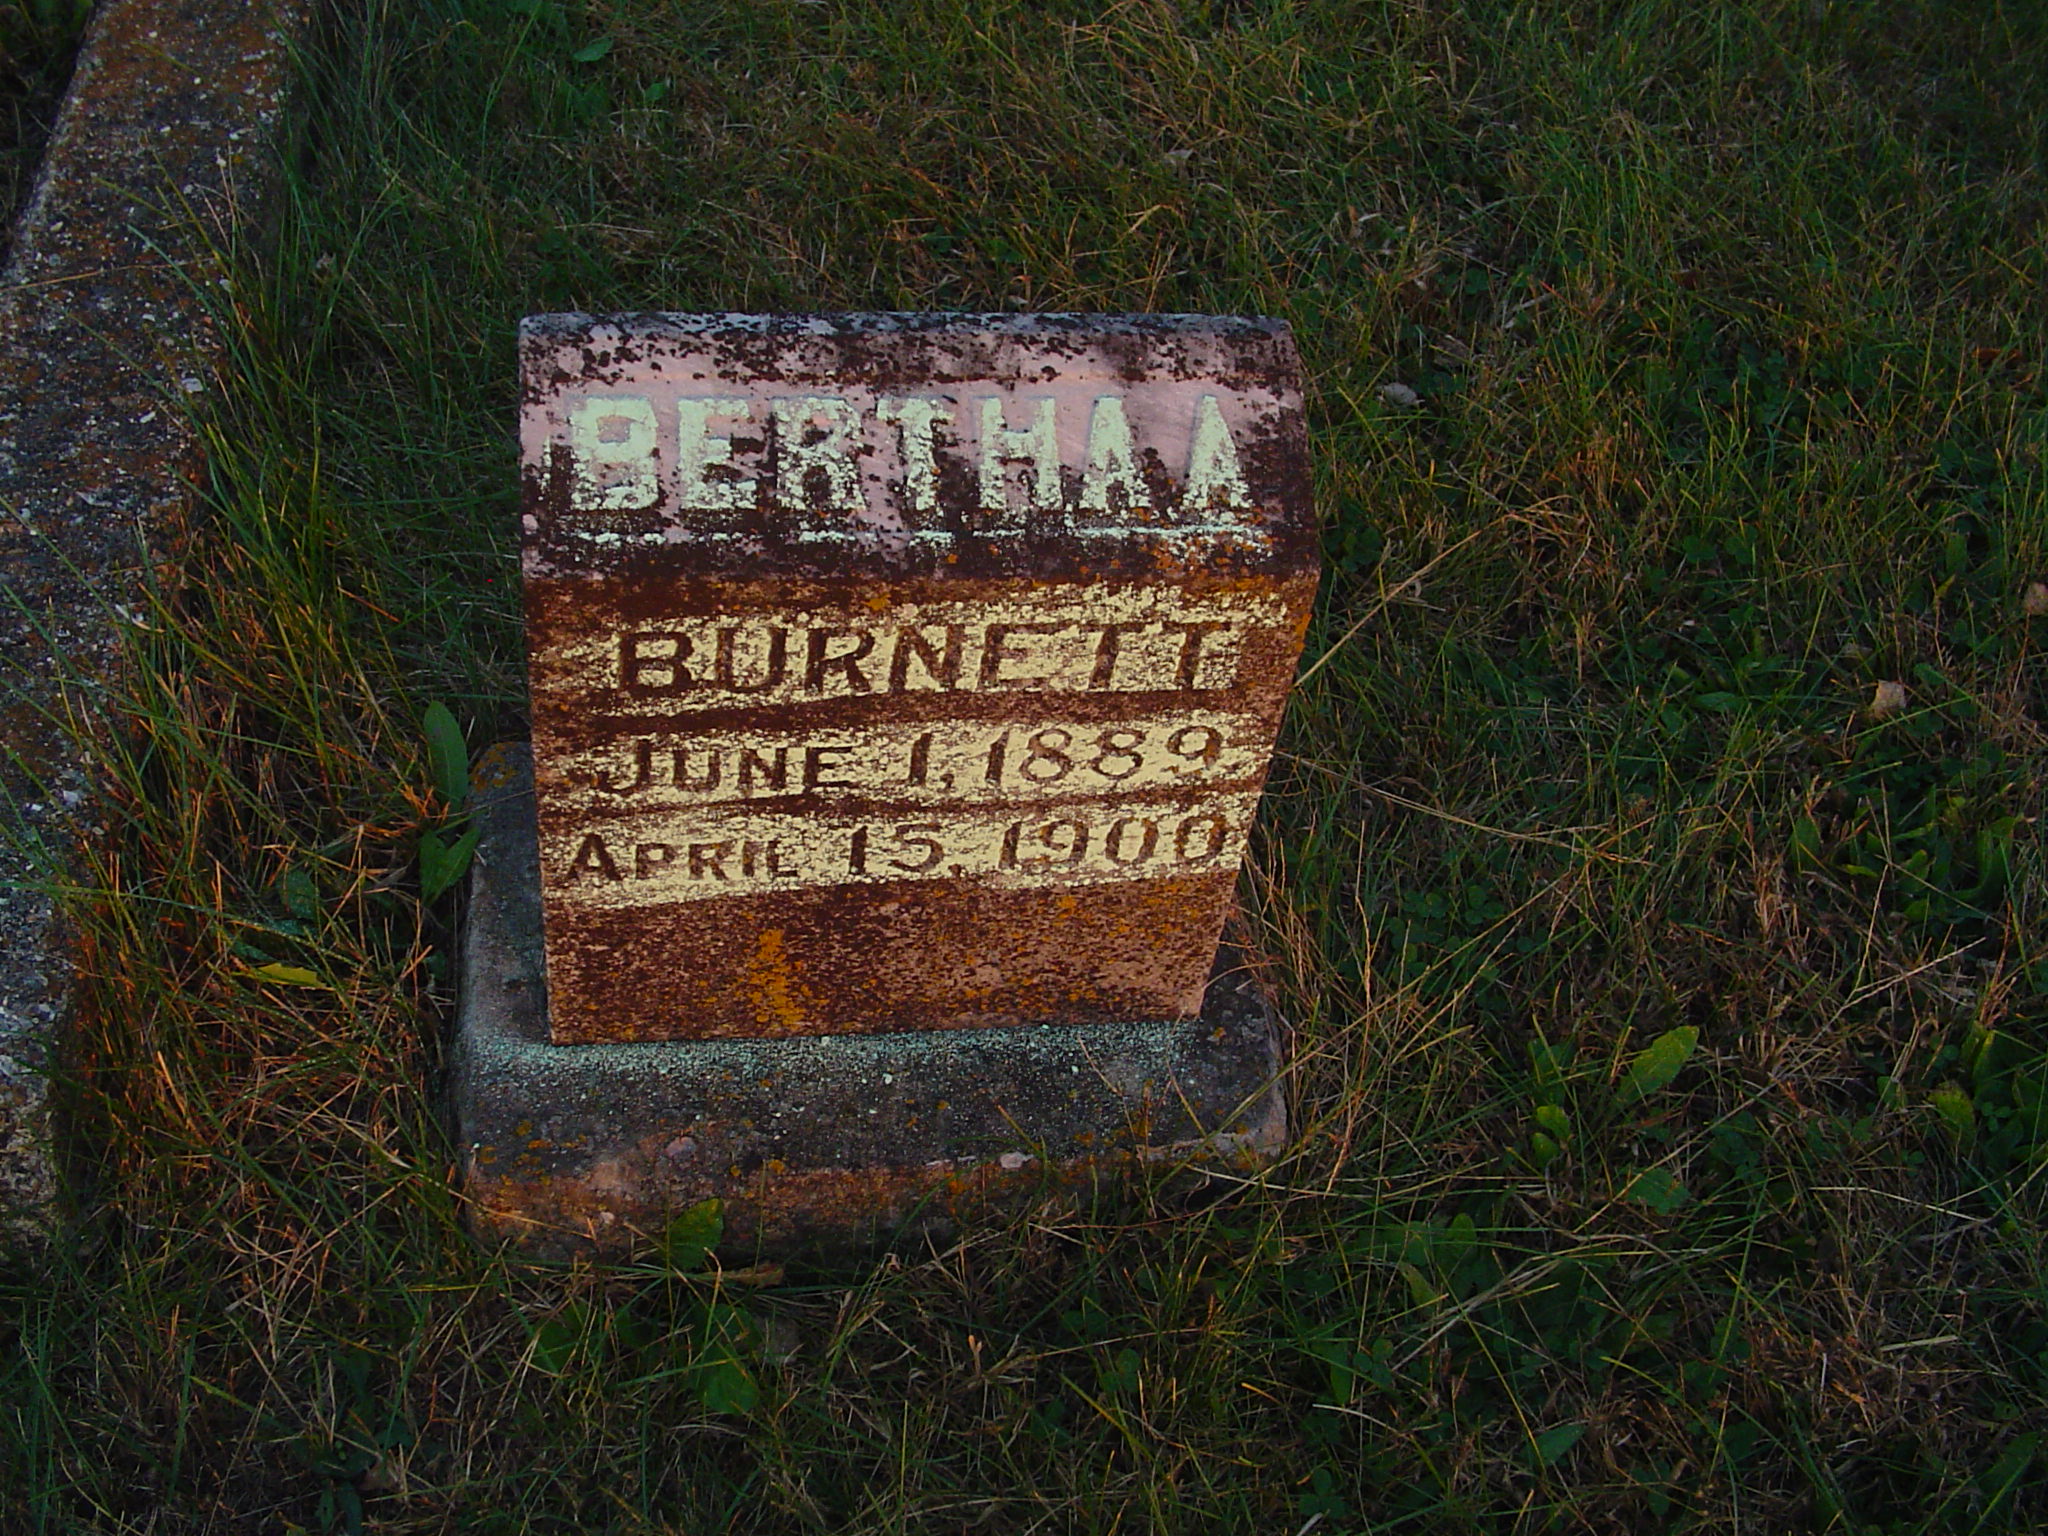 BERTHA A
BURNETT
JUNE 1, 1889
APRIL 15, 1900